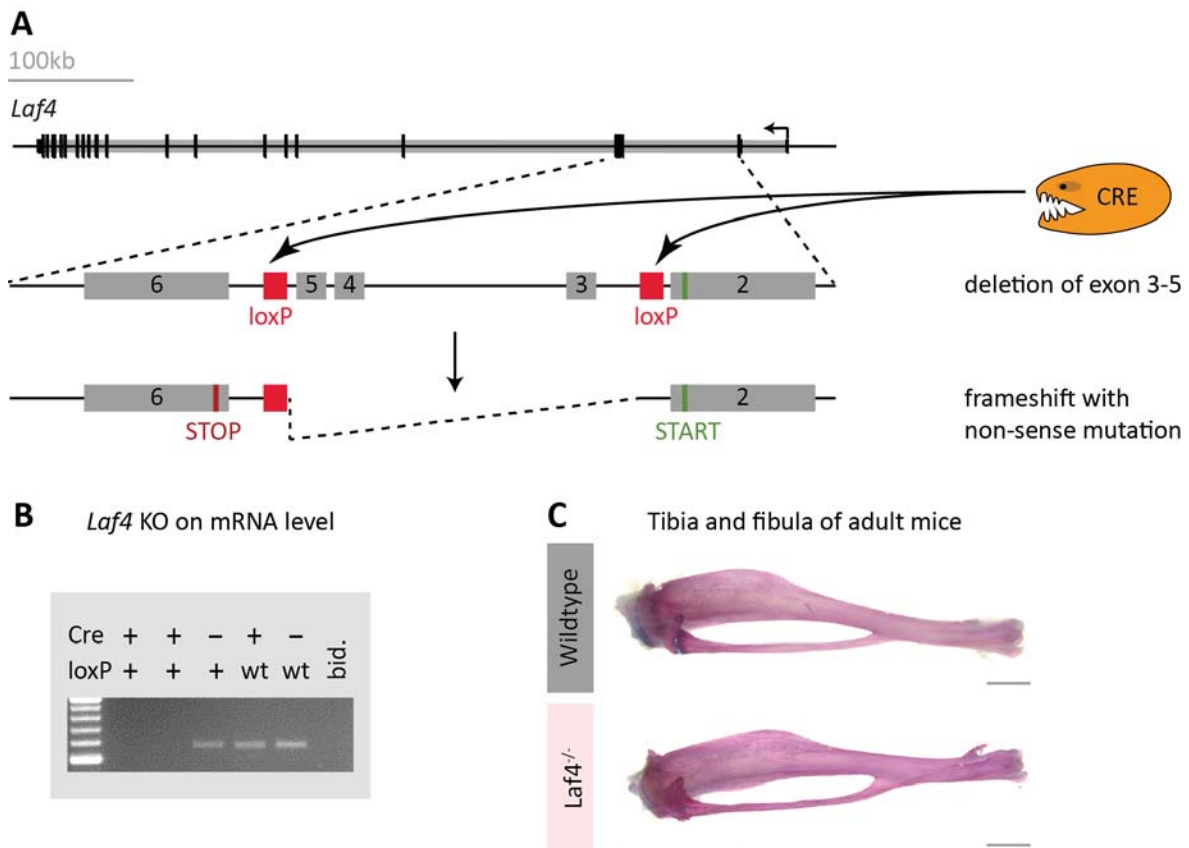 A
100kb
Laf4
CRE
6 5 4 3 2
loxP loxP
deletion of exon 3-5
6 2
STOP START
frameshift with
non-sense mutation
B Laf4 KO on mRNA level
Cre + + – + –
loxP + + + wt wt bid.
C Tibia and fibula of adult mice
Wildtype
Laf4-/-